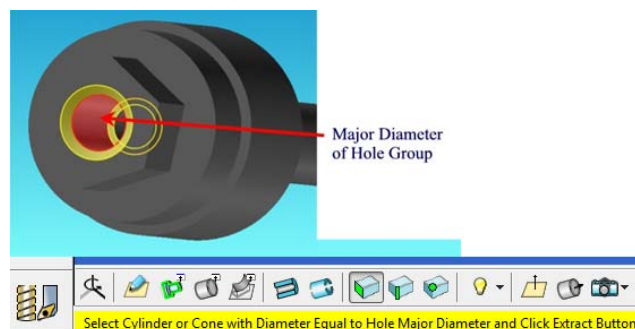 Major Diameter
of Hole Group
Select Cylinder or Cone with Diameter Equal to Hole Major Diameter and Click Extract Button